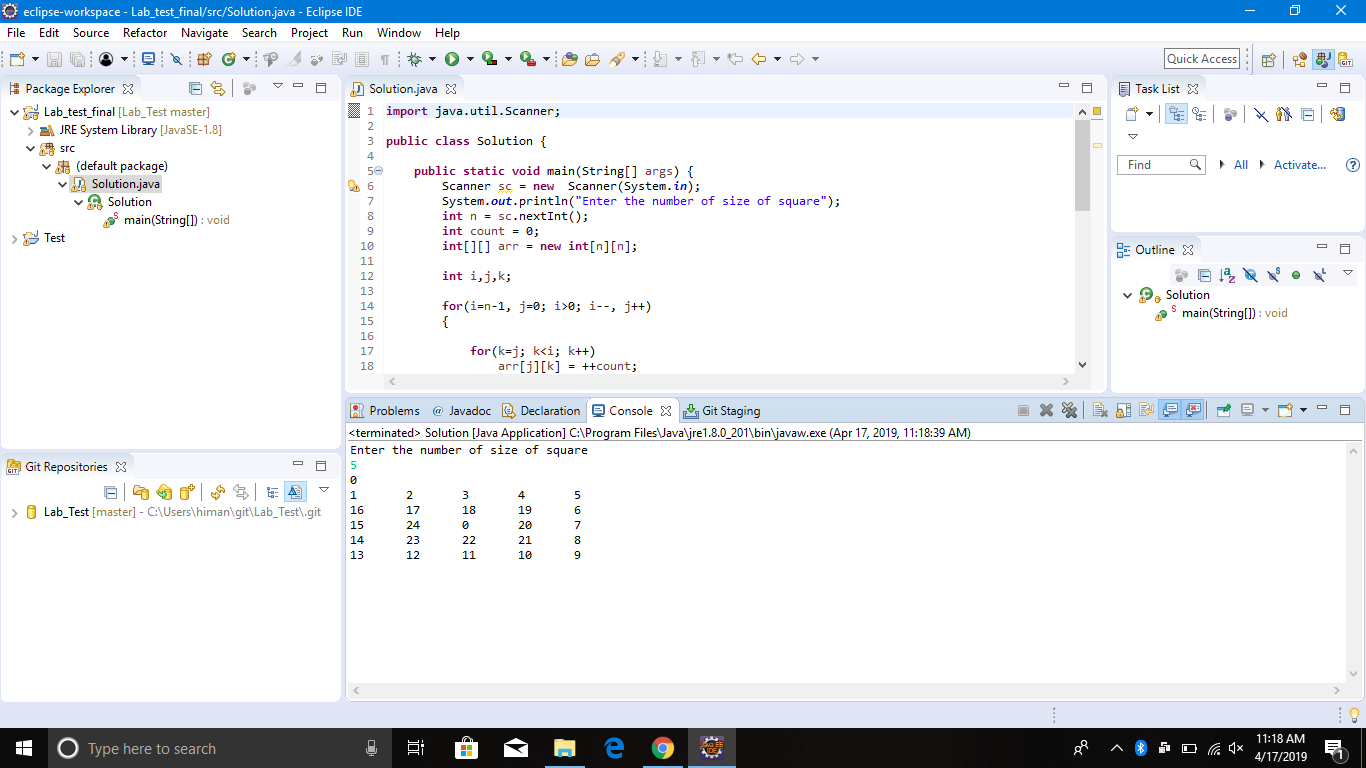 eclipse-workspace - Lab_test_final/src/Solution.java - Eclipse IDE
File Edit Source Refactor Navigate Search Project Run Window Help
Quick Access
Package Explorer
Lab_test_final [Lab_Test master]
JRE System Library [JavaSE-1.8]
src
(default package)
Solution.java
Solution
main(String[]) : void
Test
Git Repositories
Lab_Test [master] - C:\Users\himan\git\Lab_Test\.git
Solution.java
1 import java.util.Scanner;
2
3 public class Solution {
4
5 public static void main(String[] args) {
6 Scanner sc = new  Scanner(System.in);
7 System.out.println("Enter the number of size of square");
8 int n = sc.nextInt();
9 int count = 0;
10 int[][] arr = new int[n][n];
11
12 int i,j,k;
13
14 for(i=n-1, j=0; i>0; i--, j++)
15 {
16
17 for(k=j; k<i; k++)
18 arr[j][k] = ++count;
Task List
Find All Activate...
Outline
Solution
main(String[]) : void
Problems @ Javadoc Declaration Console Git Staging
<terminated> Solution [Java Application] C:\Program Files\Java\jre1.8.0_201\bin\javaw.exe (Apr 17, 2019, 11:18:39 AM)
Enter the number of size of square
5
0
1 2 3 4 5
16 17 18 19 6
15 24 0 20 7
14 23 22 21 8
13 12 11 10 9
Type here to search
11:18 AM
4/17/2019
1